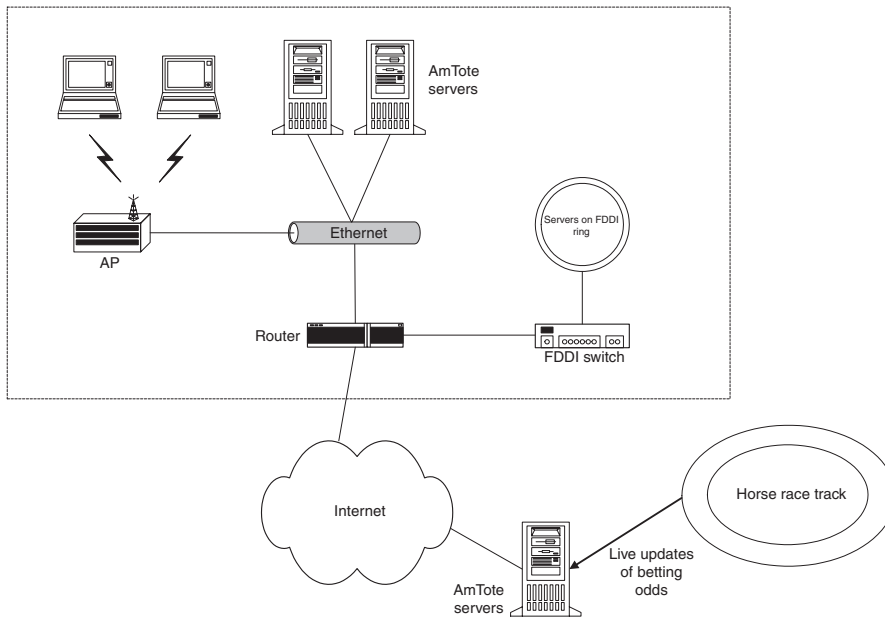 AmTote
servers
Servers on FDDI
ring
Ethernet
AP
Router
FDDI switch
Internet
Horse race track
Live updates
of betting
odds
AmTote
servers